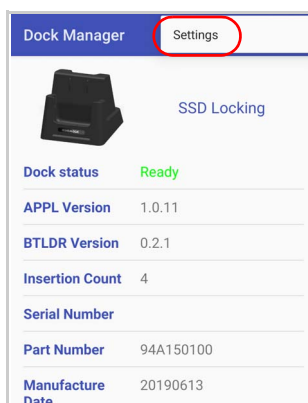 Dock Manager Settings
SSD Locking
Dock status Ready
APPL Version 1.0.11
BTLDR Version 0.2.1
Insertion Count 4
Serial Number
Part Number 94A150100
Manufacture 20190613
Date